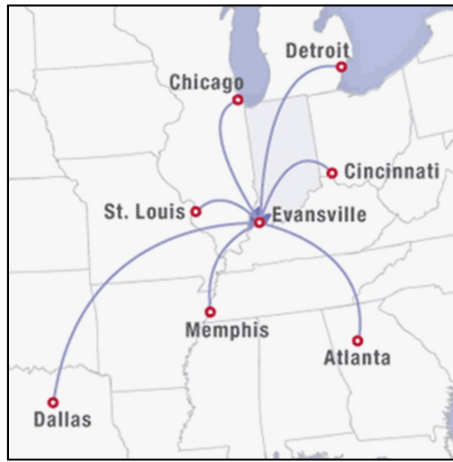 Detroit
Chicago
Cincinnati
St. Louis
Evansville
Memphis
Atlanta
Dallas